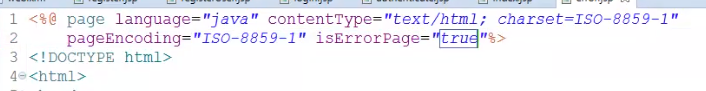 1 <%@ page language="java" contentType="text/html; charset=ISO-8859-1"
2 pageEncoding="ISO-8859-1" isErrorPage="true"%>
3 <!DOCTYPE html>
4 <html>